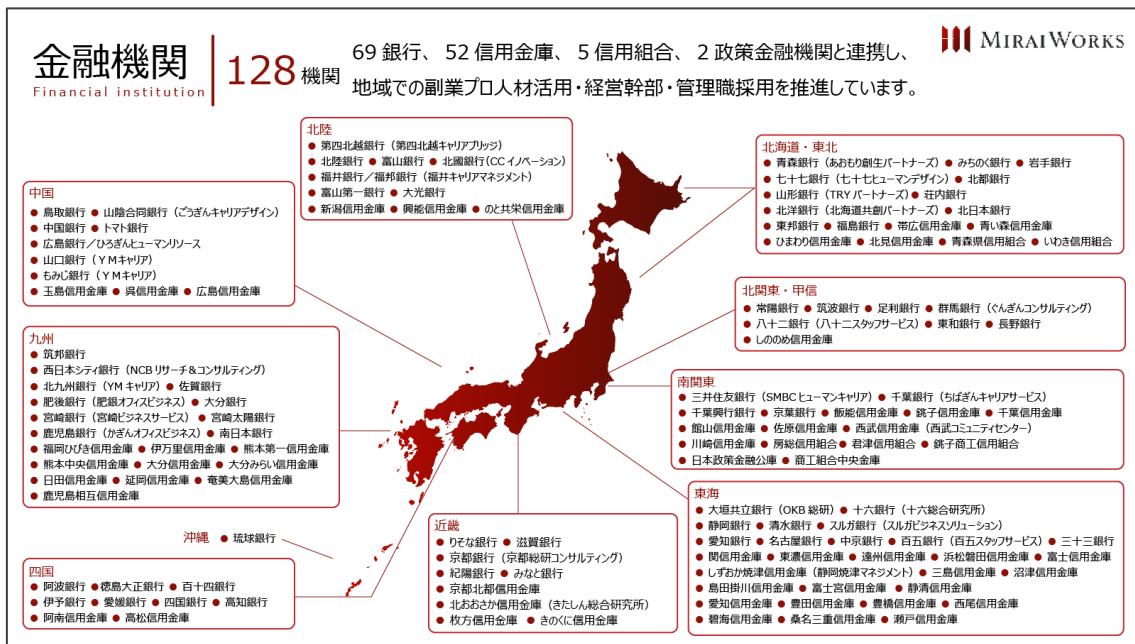 金融機関
Financial institution
128機関
69 銀行、 52 信用金庫、 5 信用組合、 2 政策金融機関と連携し、
地域での副業プロ人材活用・経営幹部・管理職採用を推進しています。
MIRAIWORKS
北陸
● 第四北越銀行（第四北越キャリアブリッジ）
● 北陸銀行 ● 富山銀行 ● 北國銀行(CCイノベーション)
● 福井銀行／福邦銀行（福井キャリアマネジメント）
● 富山第一銀行 ● 大光銀行
● 新潟信用金庫 ● 興能信用金庫 ● のと共栄信用金庫
北海道・東北
● 青森銀行（あおもり創生パートナーズ） ● みちのく銀行 ● 岩手銀行
● 七十七銀行（七十七ヒューマンデザイン） ● 北都銀行
● 山形銀行（TRYパートナーズ） ● 荘内銀行
● 北洋銀行（北海道共創パートナーズ） ● 北日本銀行
● 東邦銀行 ● 福島銀行 ● 帯広信用金庫 ● 青い森信用金庫
● ひまわり信用金庫 ● 北見信用金庫 ● 青森県信用組合 ● いわき信用組合
中国
● 鳥取銀行 ● 山陰合同銀行（ごうぎんキャリアデザイン）
● 中国銀行 ● トマト銀行
● 広島銀行／ひろぎんヒューマンリソース
● 山口銀行（YMキャリア）
● もみじ銀行（YMキャリア）
● 玉島信用金庫 ● 呉信用金庫 ● 広島信用金庫
北関東・甲信
● 常陽銀行 ● 筑波銀行 ● 足利銀行 ● 群馬銀行（ぐんぎんコンサルティング）
● 八十二銀行（八十二スタッフサービス） ● 東和銀行 ● 長野銀行
● しののめ信用金庫
九州
● 筑邦銀行
● 西日本シティ銀行（NCBリサーチ＆コンサルティング）
● 北九州銀行（YMキャリア） ● 佐賀銀行
● 肥後銀行（肥銀オフィスビジネス） ● 大分銀行
● 宮崎銀行（宮崎ビジネスサービス） ● 宮崎太陽銀行
● 鹿児島銀行（かぎんオフィスビジネス） ● 南日本銀行
● 福岡ひびき信用金庫 ● 伊万里信用金庫 ● 熊本第一信用金庫
● 熊本中央信用金庫 ● 大分信用金庫 ● 大分みらい信用金庫
● 日田信用金庫 ● 延岡信用金庫 ● 奄美大島信用金庫
● 鹿児島相互信用金庫
南関東
● 三井住友銀行（SMBCヒューマンキャリア） ● 千葉銀行（ちばぎんキャリアサービス）
● 千葉興行銀行 ● 京葉銀行 ● 飯能信用金庫 ● 銚子信用金庫 ● 千葉信用金庫
● 館山信用金庫 ● 佐原信用金庫 ● 西武信用金庫（西武コミュニティセンター）
● 川崎信用金庫 ● 房総信用組合 ● 君津信用組合 ● 銚子商工信用組合
● 日本政策金融公庫 ● 商工組合中央金庫
東海
● 大垣共立銀行（OKB総研） ● 十六銀行（十六総合研究所）
● 静岡銀行 ● 清水銀行 ● スルガ銀行（スルガビジネスソリューション）
● 愛知銀行 ● 名古屋銀行 ● 中京銀行 ● 百五銀行（百五スタッフサービス） ● 三十三銀行
● 関信用金庫 ● 東濃信用金庫 ● 遠州信用金庫 ● 浜松磐田信用金庫 ● 富士信用金庫
● しずおか焼津信用金庫（静岡焼津マネジメント） ● 三島信用金庫 ● 沼津信用金庫
● 島田掛川信用金庫 ● 富士宮信用金庫 ● 静清信用金庫
● 愛知信用金庫 ● 豊田信用金庫 ● 豊橋信用金庫 ● 西尾信用金庫
● 碧海信用金庫 ● 桑名三重信用金庫 ● 瀬戸信用金庫
近畿
● りそな銀行 ● 滋賀銀行
● 京都銀行（京都総研コンサルティング）
● 紀陽銀行 ● みなと銀行
● 京都北都信用金庫
● 北おおさか信用金庫（きたしん総合研究所）
● 枚方信用金庫 ● きのくに信用金庫
沖縄 ● 琉球銀行
四国
● 阿波銀行 ● 徳島大正銀行 ● 百十四銀行
● 伊予銀行 ● 愛媛銀行 ● 四国銀行 ● 高知銀行
● 阿南信用金庫 ● 高松信用金庫